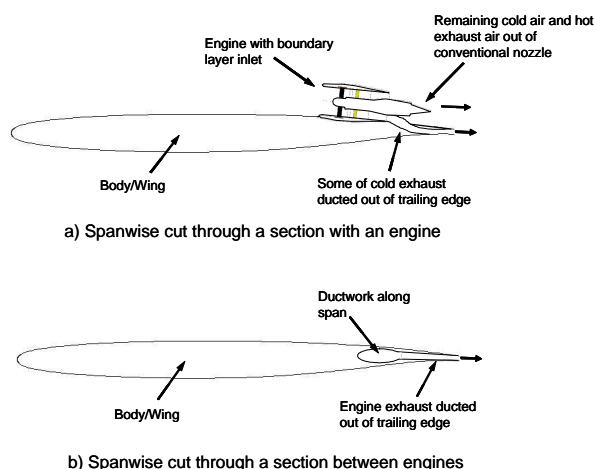 Remaining cold air and hot
exhaust air out of
conventional nozzle
Engine with boundary
layer inlet
Body/Wing
Some of cold exhaust
ducted out of trailing edge
a) Spanwise cut through a section with an engine
Ductwork along
span
Body/Wing
Engine exhaust ducted
out of trailing edge
b) Spanwise cut through a section between engines